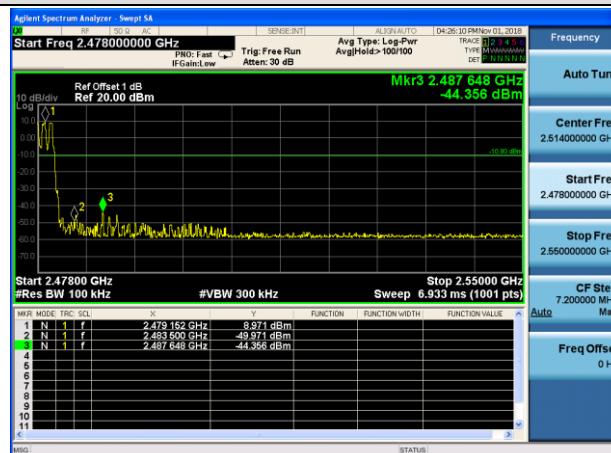 Agilent Spectrum Analyzer - Swept SA
RF 50 Ω AC SENSE:INT ALIGN AUTO 04:26:10 PM Nov 01, 2018
Start Freq 2.478000000 GHz
PNO: Fast
IFGain:Low
Trig: Free Run
Atten: 30 dB
Avg Type: Log-Pwr
Avg|Hold>100/100
TRACE 1 2 3 4 5 6
TYPE
DET P N N N N N
Ref Offset 1 dB
Ref 20.00 dBm
10 dB/div
Log
Mkr3 2.487 648 GHz
-44.356 dBm
1
10.0
0.00
-10.0
-20.0
-30.0
-40.0
-50.0
-60.0
-70.0
2
3
Start 2.47800 GHz
Stop 2.55000 GHz
#Res BW 100 kHz
#VBW 300 kHz
Sweep 6.933 ms (1001 pts)
MKR MODE TRC SCL X Y FUNCTION FUNCTION WIDTH FUNCTION VALUE
1 N 1 f 2.479 152 GHz 8.971 dBm
2 N 1 f 2.483 500 GHz -49.971 dBm
3 N 1 f 2.487 648 GHz -44.356 dBm
4
5
6
7
8
9
10
11
MSG
STATUS
Frequency
Auto Tun
Center Fre
2.514000000 GH
Start Fre
2.478000000 GH
Stop Fre
2.550000000 GH
CF Ste
7.200000 MH
Auto Ma
Freq Offse
0 H